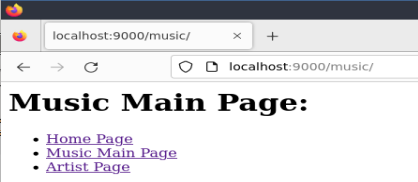 localhost:9000/music/
localhost:9000/music/
Music Main Page:
Home Page
Music Main Page
Artist Page